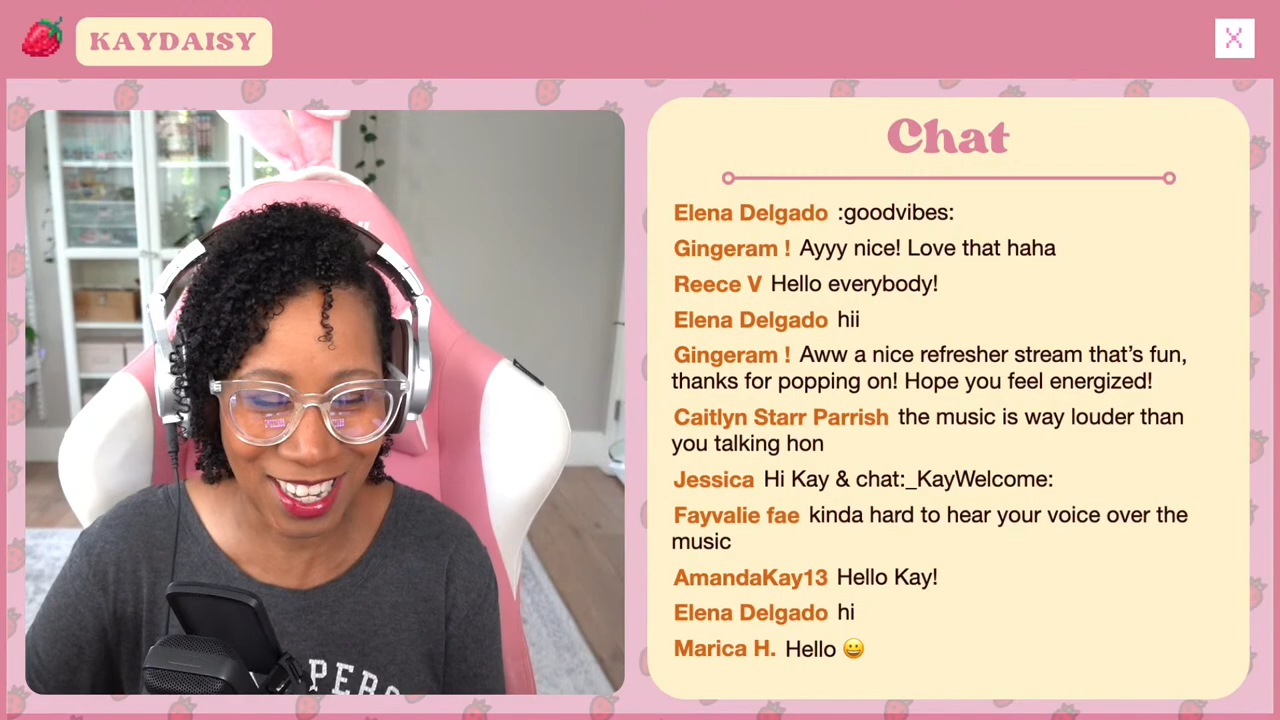 KAYDAISY
Chat
Elena Delgado :goodvibes:
Gingeram ! Ayyy nice! Love that haha
Reece V Hello everybody!
Elena Delgado hii
Gingeram ! Aww a nice refresher stream that’s fun,
thanks for popping on! Hope you feel energized!
Caitlyn Starr Parrish the music is way louder than
you talking hon
Jessica Hi Kay & chat:_KayWelcome:
Fayvalie fae kinda hard to hear your voice over the
music
AmandaKay13 Hello Kay!
Elena Delgado hi
Marica H. Hello 😀